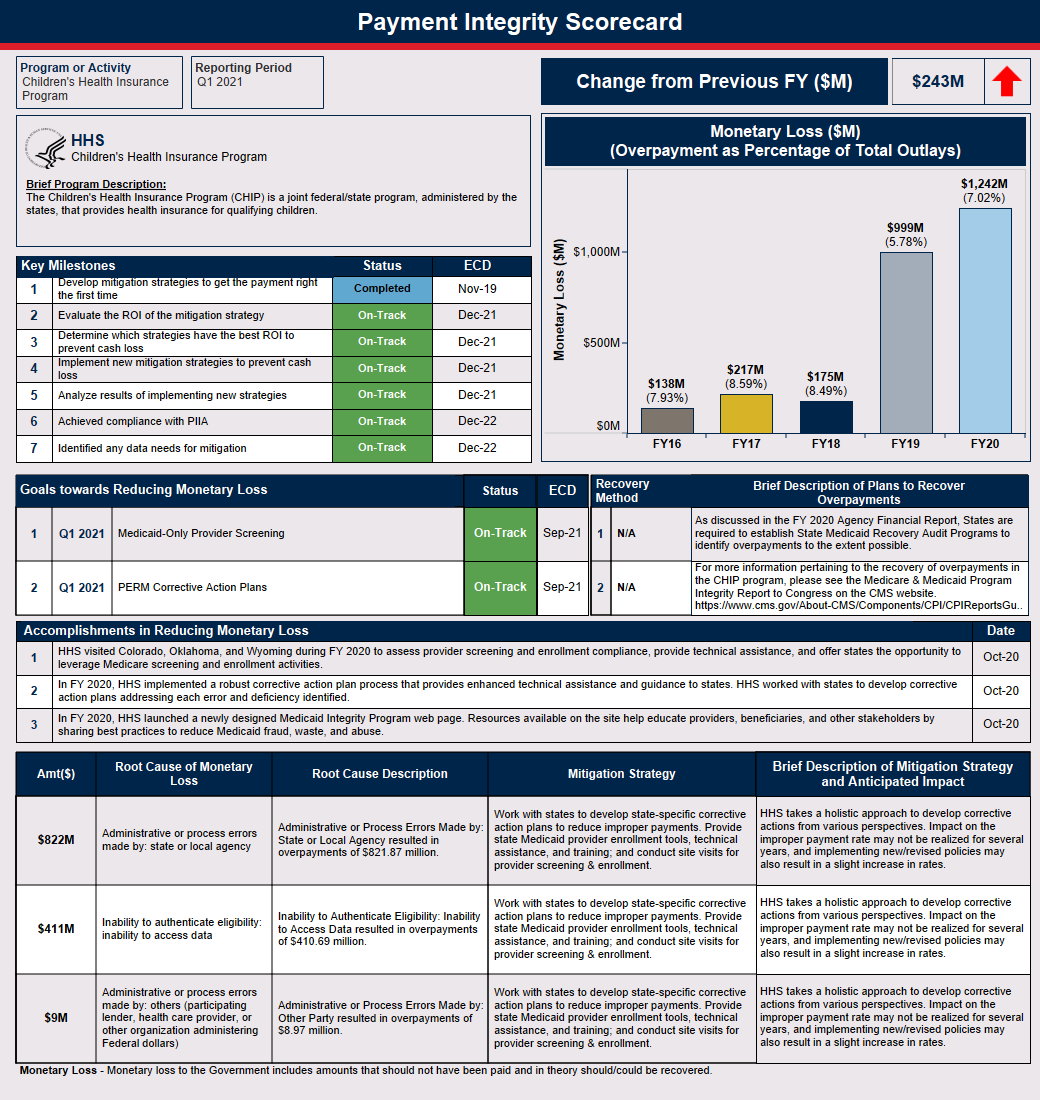 Payment Integrity Scorecard
Program or Activity
Children's Health Insurance
Program
Reporting Period
Q1 2021
Change from Previous FY ($M)
$243M
HHS
Children's Health Insurance Program
Brief Program Description:
The Children's Health Insurance Program (CHIP) is a joint federal/state program, administered by the
states, that provides health insurance for qualifying children.
Key Milestones Status ECD
1 Develop mitigation strategies to get the payment right
the first time
Completed Nov-19
2 Evaluate the ROI of the mitigation strategy On-Track Dec-21
3 Determine which strategies have the best ROI to
prevent cash loss
On-Track Dec-21
4 Implement new mitigation strategies to prevent cash
loss
On-Track Dec-21
5 Analyze results of implementing new strategies On-Track Dec-21
6 Achieved compliance with PIIA On-Track Dec-22
7 Identified any data needs for mitigation On-Track Dec-22
Monetary Loss ($M)
(Overpayment as Percentage of Total Outlays)
Monetary Loss ($M)
$1,000M
$500M
$0M
$138M
(7.93%)
$217M
(8.59%)
$175M
(8.49%)
$999M
(5.78%)
$1,242M
(7.02%)
FY16 FY17 FY18 FY19 FY20
Goals towards Reducing Monetary Loss Status ECD
1 Q1 2021 Medicaid-Only Provider Screening On-Track Sep-21
2 Q1 2021 PERM Corrective Action Plans On-Track Sep-21
Recovery
Method
Brief Description of Plans to Recover
Overpayments
1 N/A
As discussed in the FY 2020 Agency Financial Report, States are
required to establish State Medicaid Recovery Audit Programs to
identify overpayments to the extent possible.
2 N/A
For more information pertaining to the recovery of overpayments in
the CHIP program, please see the Medicare & Medicaid Program
Integrity Report to Congress on the CMS website.
https://www.cms.gov/About-CMS/Components/CPI/CPIReportsGu..
Accomplishments in Reducing Monetary Loss Date
1 HHS visited Colorado, Oklahoma, and Wyoming during FY 2020 to assess provider screening and enrollment compliance, provide technical assistance, and offer states the opportunity to
leverage Medicare screening and enrollment activities.
Oct-20
2 In FY 2020, HHS implemented a robust corrective action plan process that provides enhanced technical assistance and guidance to states. HHS worked with states to develop corrective
action plans addressing each error and deficiency identified.
Oct-20
3 In FY 2020, HHS launched a newly designed Medicaid Integrity Program web page. Resources available on the site help educate providers, beneficiaries, and other stakeholders by
sharing best practices to reduce Medicaid fraud, waste, and abuse.
Oct-20
Amt($)
Root Cause of Monetary
Loss
Root Cause Description
Mitigation Strategy
Brief Description of Mitigation Strategy
and Anticipated Impact
$822M
Administrative or process errors
made by: state or local agency
Administrative or Process Errors Made by:
State or Local Agency resulted in
overpayments of $821.87 million.
Work with states to develop state-specific corrective
action plans to reduce improper payments. Provide
state Medicaid provider enrollment tools, technical
assistance, and training; and conduct site visits for
provider screening & enrollment.
HHS takes a holistic approach to develop corrective
actions from various perspectives. Impact on the
improper payment rate may not be realized for several
years, and implementing new/revised policies may
also result in a slight increase in rates.
$411M
Inability to authenticate eligibility:
inability to access data
Inability to Authenticate Eligibility: Inability
to Access Data resulted in overpayments
of $410.69 million.
Work with states to develop state-specific corrective
action plans to reduce improper payments. Provide
state Medicaid provider enrollment tools, technical
assistance, and training; and conduct site visits for
provider screening & enrollment.
HHS takes a holistic approach to develop corrective
actions from various perspectives. Impact on the
improper payment rate may not be realized for several
years, and implementing new/revised policies may
also result in a slight increase in rates.
$9M
Administrative or process errors
made by: others (participating
lender, health care provider, or
other organization administering
Federal dollars)
Administrative or Process Errors Made by:
Other Party resulted in overpayments of
$8.97 million.
Work with states to develop state-specific corrective
action plans to reduce improper payments. Provide
state Medicaid provider enrollment tools, technical
assistance, and training; and conduct site visits for
provider screening & enrollment.
HHS takes a holistic approach to develop corrective
actions from various perspectives. Impact on the
improper payment rate may not be realized for several
years, and implementing new/revised policies may
also result in a slight increase in rates.
Monetary Loss - Monetary loss to the Government includes amounts that should not have been paid and in theory should/could be recovered.